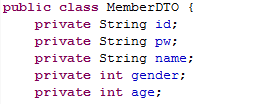 public class MemberDTO {
    private String id;
    private String pw;
    private String name;
    private int gender;
    private int age;